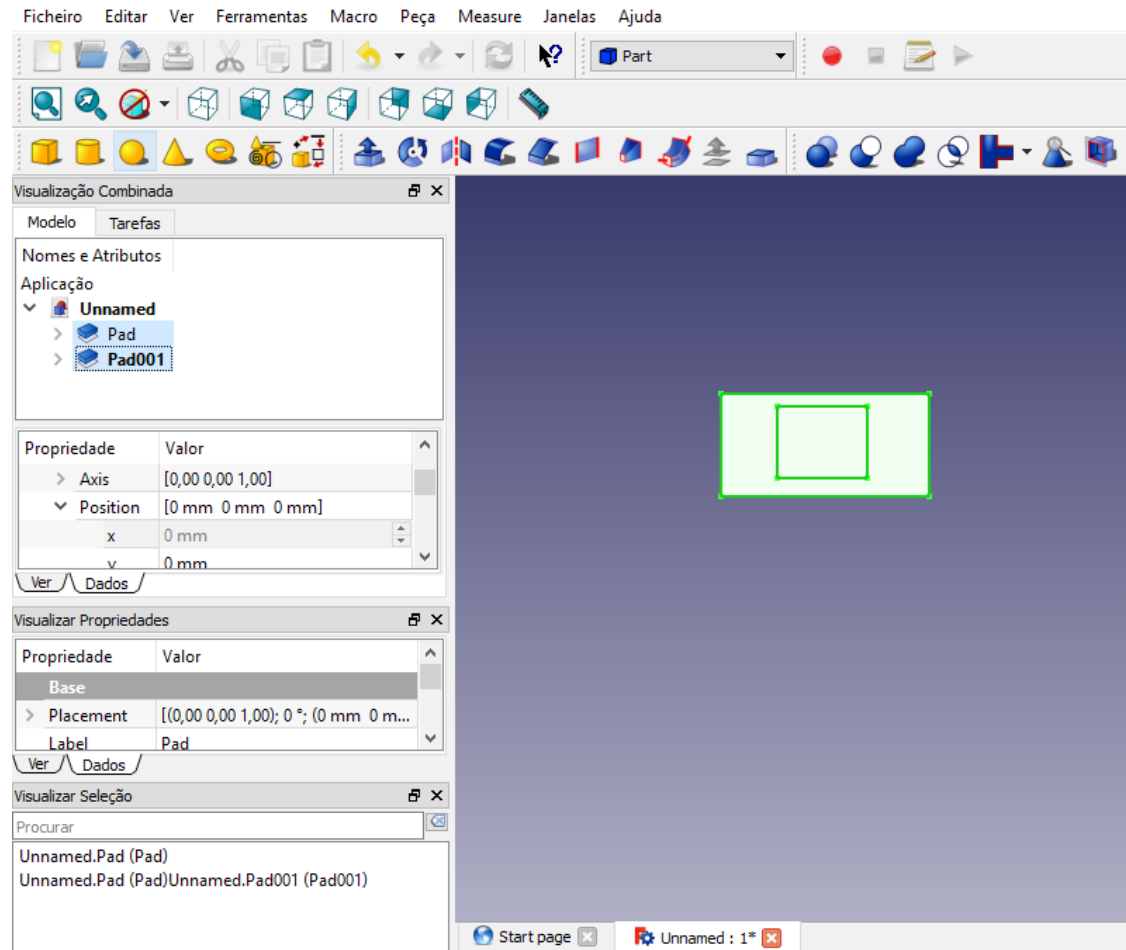 Ficheiro Editar Ver Ferramentas Macro Peça Measure Janelas Ajuda
Part
Visualização Combinada
Modelo Tarefas
Nomes e Atributos
Aplicação
Unnamed
Pad
Pad001
Propriedade Valor
Axis [0,00 0,00 1,00]
Position [0 mm 0 mm 0 mm]
x 0 mm
y 0 mm
Ver Dados
Visualizar Propriedades
Propriedade Valor
Base
Placement [(0,00 0,00 1,00); 0 °; (0 mm 0 m...
Label Pad
Ver Dados
Visualizar Seleção
Procurar
Unnamed.Pad (Pad)
Unnamed.Pad (Pad)Unnamed.Pad001 (Pad001)
Start page Unnamed : 1*